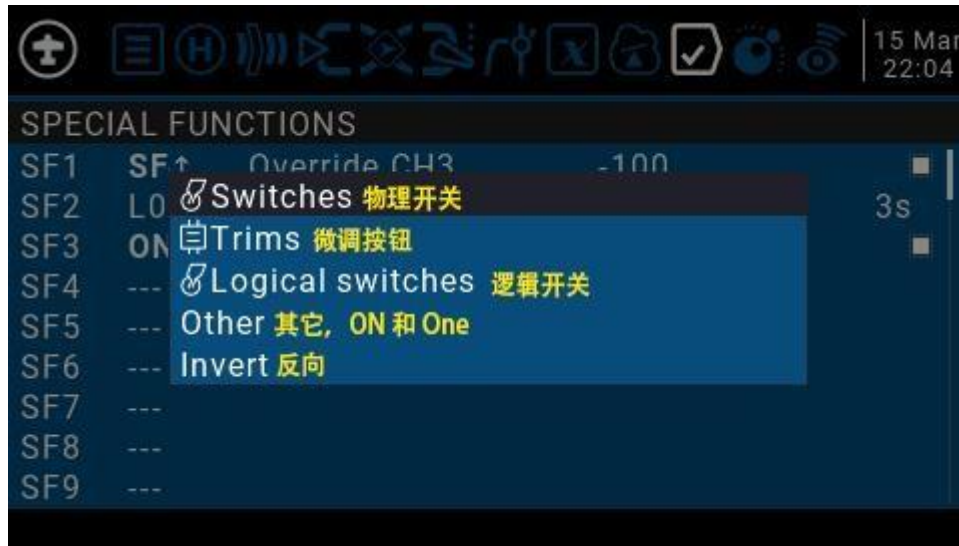 15 Mar
22:04
SPECIAL FUNCTIONS
SF1 SF↑ Override CH3 -100
SF2 L0 3s
SF3 ON
SF4 ---
SF5 ---
SF6 ---
SF7 ---
SF8 ---
SF9 ---
Switches 物理开关
Trims 微调按钮
Logical switches 逻辑开关
Other 其它, ON 和 One
Invert 反向